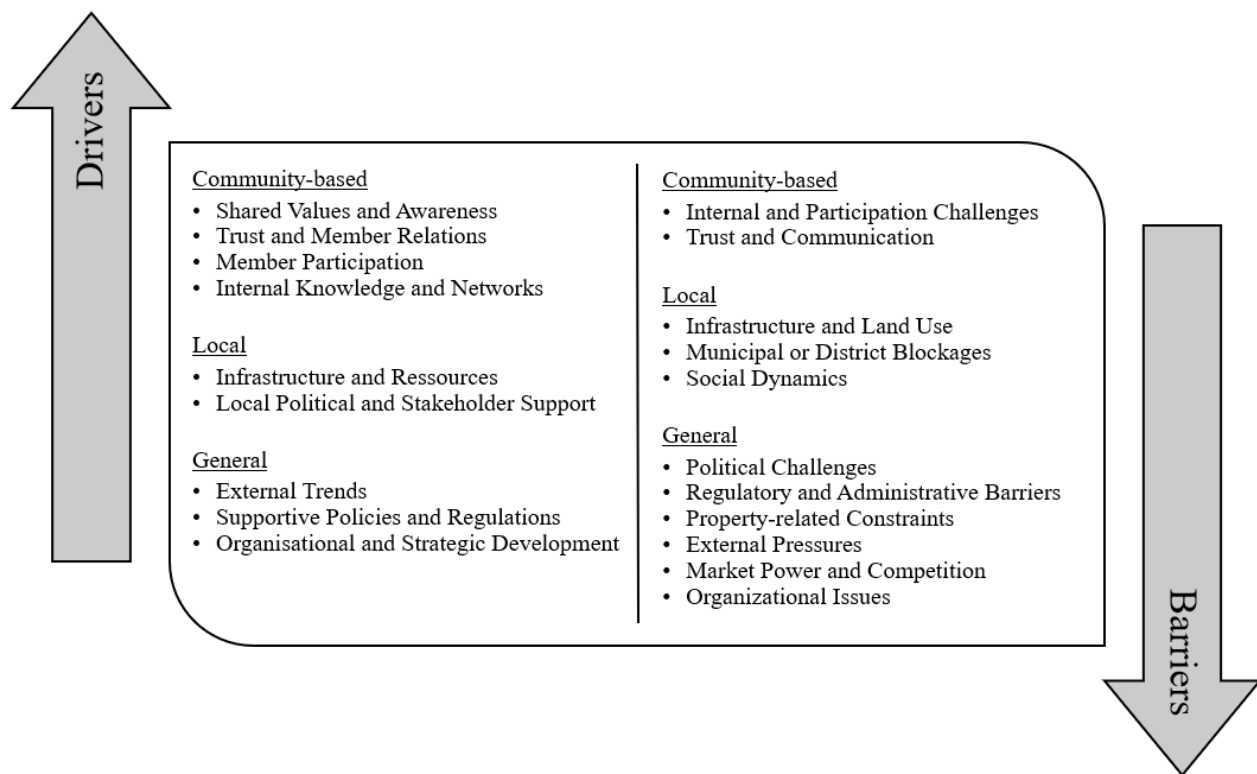 Drivers
Community-based
• Shared Values and Awareness
• Trust and Member Relations
• Member Participation
• Internal Knowledge and Networks
Local
• Infrastructure and Ressources
• Local Political and Stakeholder Support
General
• External Trends
• Supportive Policies and Regulations
• Organisational and Strategic Development
Community-based
• Internal and Participation Challenges
• Trust and Communication
Local
• Infrastructure and Land Use
• Municipal or District Blockages
• Social Dynamics
General
• Political Challenges
• Regulatory and Administrative Barriers
• Property-related Constraints
• External Pressures
• Market Power and Competition
• Organizational Issues
Barriers